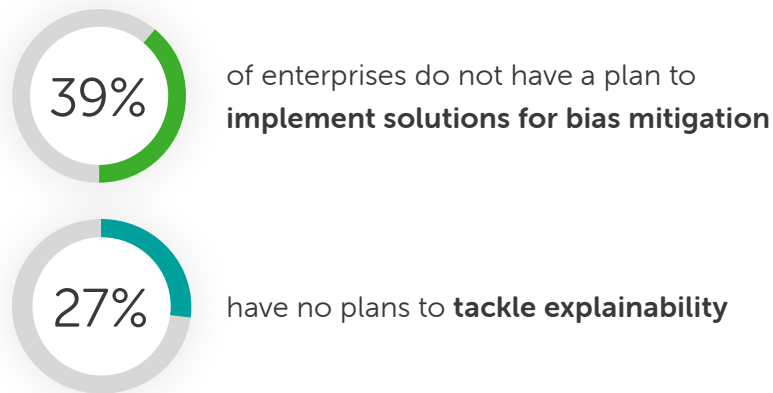 39%
of enterprises do not have a plan to
implement solutions for bias mitigation
27%
have no plans to tackle explainability